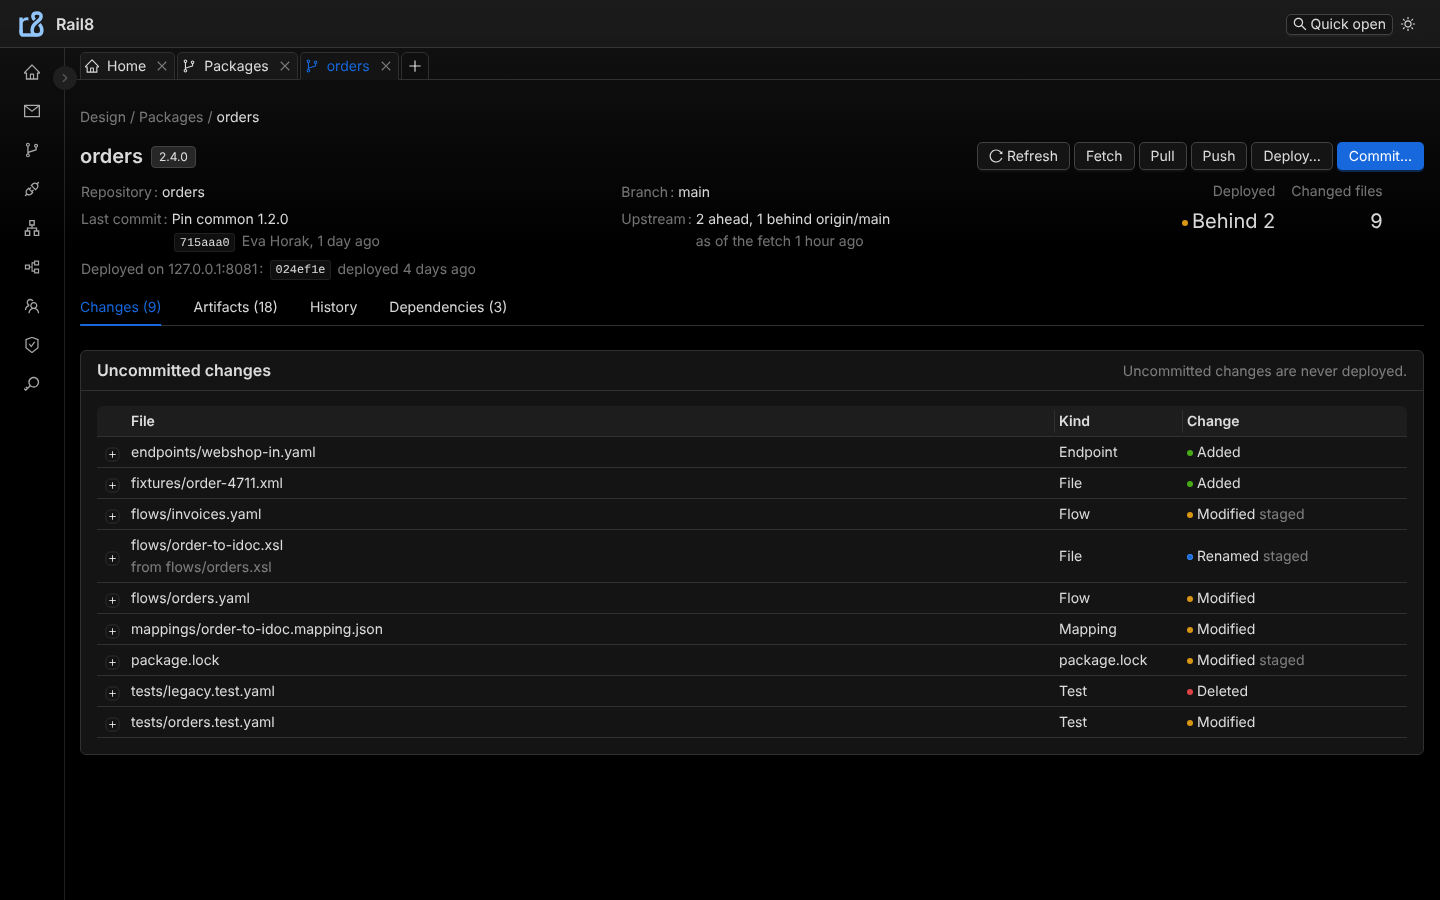 Rail8
Quick open
Home
Packages
orders
Design / Packages / orders
orders 2.4.0
Refresh
Fetch
Pull
Push
Deploy...
Commit...
Repository: orders
Branch: main
Deployed
Changed files
Last commit: Pin common 1.2.0
Upstream: 2 ahead, 1 behind origin/main
Behind 2
9
715aaa0 Eva Horak, 1 day ago
as of the fetch 1 hour ago
Deployed on 127.0.0.1:8081: 024ef1e deployed 4 days ago
Changes (9)
Artifacts (18)
History
Dependencies (3)
Uncommitted changes
Uncommitted changes are never deployed.
File Kind Change
endpoints/webshop-in.yaml Endpoint Added
fixtures/order-4711.xml File Added
flows/invoices.yaml Flow Modified staged
flows/order-to-idoc.xsl File Renamed staged
from flows/orders.xsl
flows/orders.yaml Flow Modified
mappings/order-to-idoc.mapping.json Mapping Modified
package.lock package.lock Modified staged
tests/legacy.test.yaml Test Deleted
tests/orders.test.yaml Test Modified